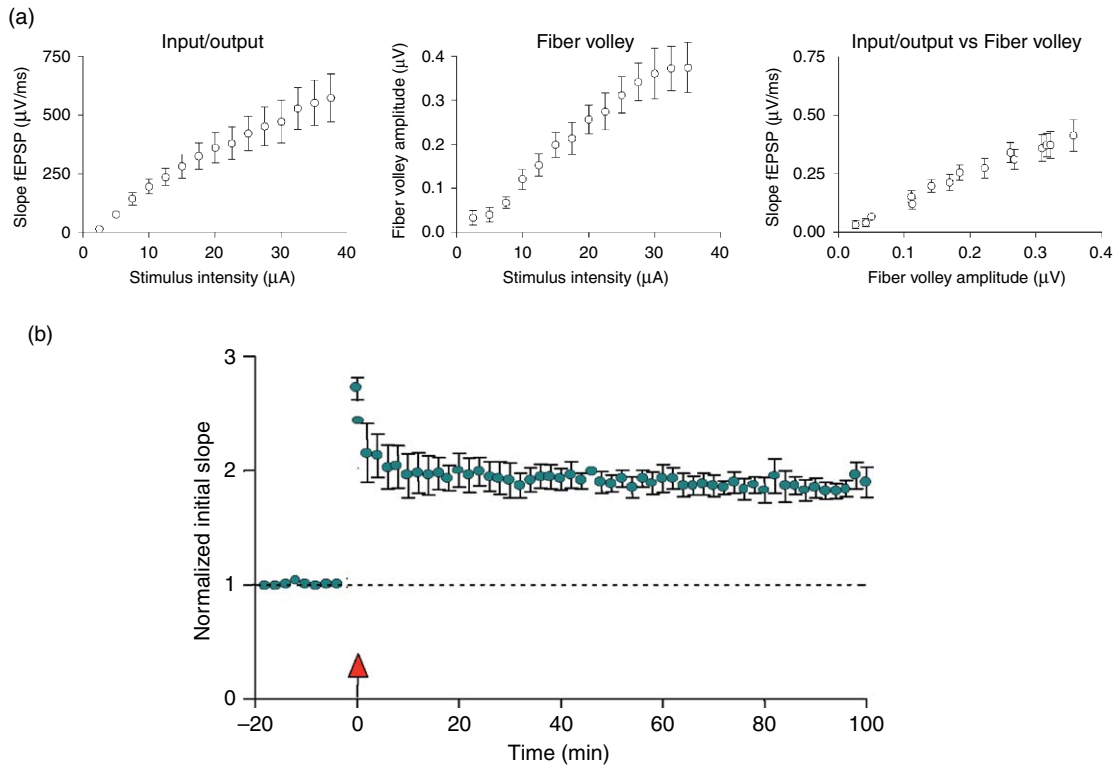 (a)
Input/output
Slope fEPSP (μV/ms)
750
500
250
0
0 10 20 30 40
Stimulus intensity (μA)
Fiber volley
Fiber volley amplitude (μV)
0.4
0.3
0.2
0.1
0.0
0 10 20 30 40
Stimulus intensity (μA)
Input/output vs Fiber volley
Slope fEPSP (μV/ms)
0.75
0.50
0.25
0.00
0.0 0.1 0.2 0.3 0.4
Fiber volley amplitude (μV)
(b)
Normalized initial slope
3
2
1
0
–20 0 20 40 60 80 100
Time (min)